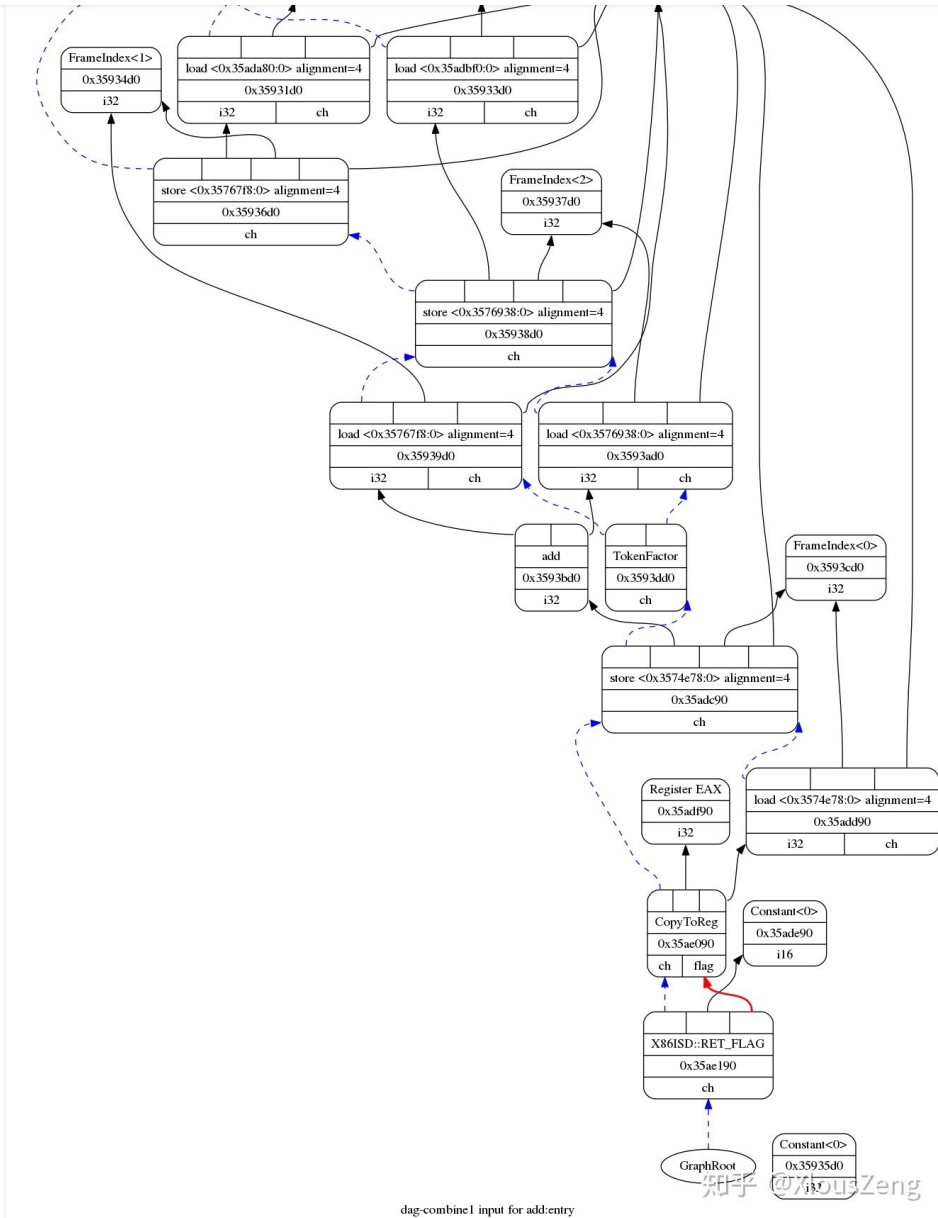 FrameIndex<1>
0x35934d0
i32
load <0x35ada80:0> alignment=4
0x35931d0
i32 ch
load <0x35adbf0:0> alignment=4
0x35933d0
i32 ch
store <0x35767f8:0> alignment=4
0x35936d0
ch
FrameIndex<2>
0x35937d0
i32
store <0x3576938:0> alignment=4
0x35938d0
ch
load <0x35767f8:0> alignment=4
0x35939d0
i32 ch
load <0x3576938:0> alignment=4
0x3593ad0
i32 ch
add
0x3593bd0
i32
TokenFactor
0x3593dd0
ch
FrameIndex<0>
0x3593cd0
i32
store <0x3574e78:0> alignment=4
0x35adc90
ch
load <0x3574e78:0> alignment=4
0x35add90
i32 ch
Register EAX
0x35adf90
i32
CopyToReg
0x35ae090
ch flag
Constant<0>
0x35ade90
i16
X86ISD::RET_FLAG
0x35ae190
ch
GraphRoot
Constant<0>
0x35935d0
i32
知乎 @XlousZeng
dag-combine1 input for add:entry